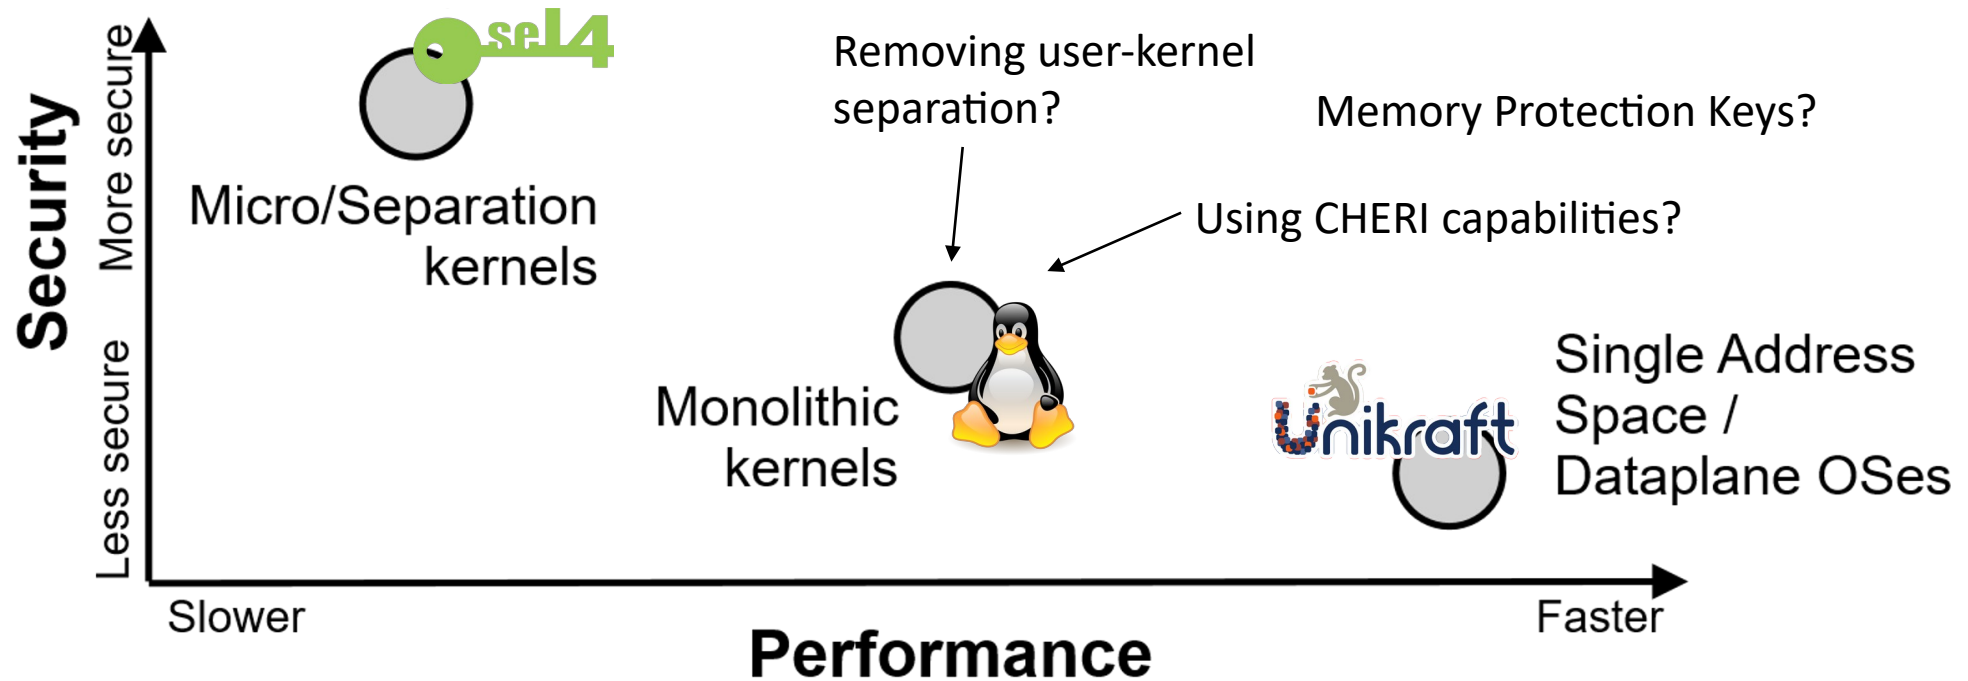 Security
More secure
Less secure
seL4
Micro/Separation
kernels
Removing user-kernel
separation?
Memory Protection Keys?
Using CHERI capabilities?
Monolithic
kernels
Unikraft
Single Address
Space /
Dataplane OSes
Slower
Faster
Performance